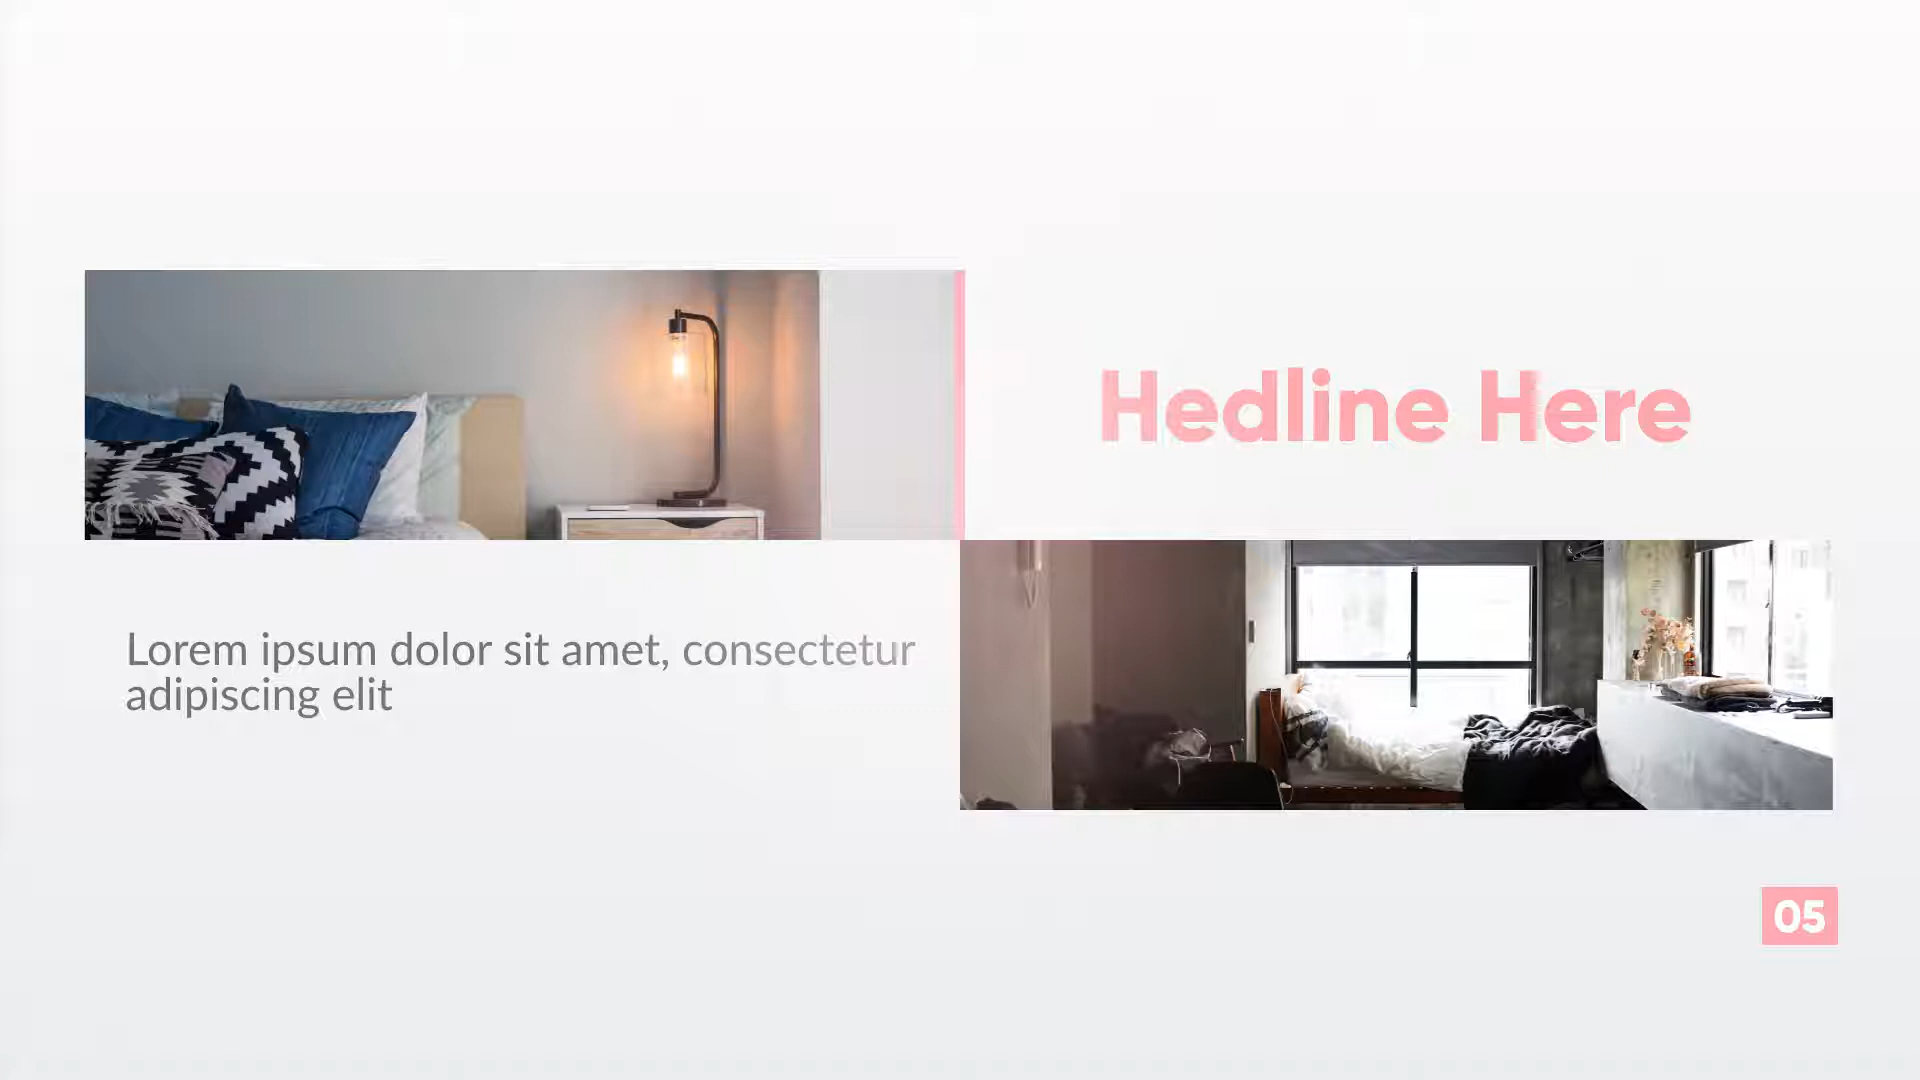 Hedline Here
Lorem ipsum dolor sit amet, consectetur
adipiscing elit
05